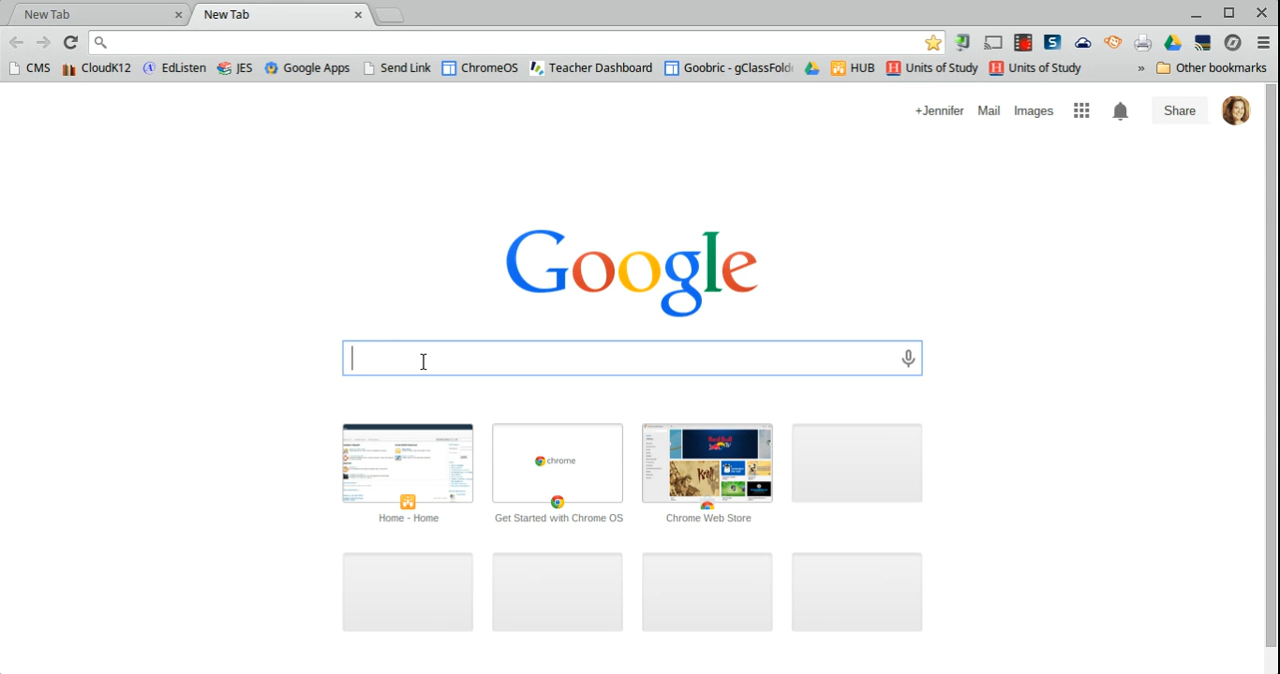 New Tab
New Tab
CMS CloudK12 EdListen JES Google Apps Send Link ChromeOS Teacher Dashboard Goobric - gClassFold HUB Units of Study Units of Study » Other bookmarks
+Jennifer Mail Images Share
Google
chrome
Home - Home
Get Started with Chrome OS
Chrome Web Store